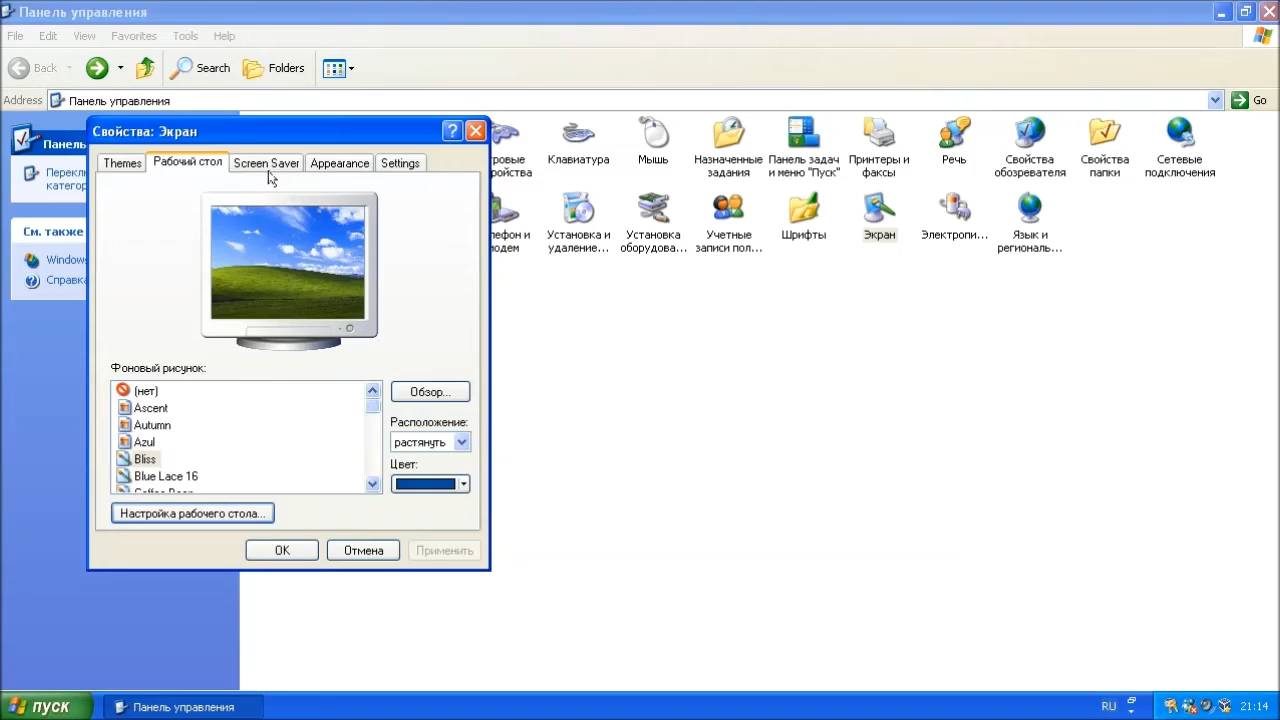 Панель управления
File Edit View Favorites Tools Help
Back Search Folders
Address Панель управления Go
Свойства: Экран
Themes Рабочий стол Screen Saver Appearance Settings
Фоновый рисунок:
(нет)
Ascent
Autumn
Azul
Bliss
Blue Lace 16
Обзор...
Расположение:
растянуть
Цвет:
Настройка рабочего стола...
OK Отмена Применить
См. также
Windows
Справка
Клавиатура
Мышь
Назначенные
задания
Панель задач
и меню "Пуск"
Принтеры и
факсы
Речь
Свойства
обозревателя
Свойства
папки
Сетевые
подключения
Установка и
удаление...
Установка
оборудова...
Учетные
записи пол...
Шрифты
Экран
Электропи...
Язык и
региональ...
пуск Панель управления RU 21:14